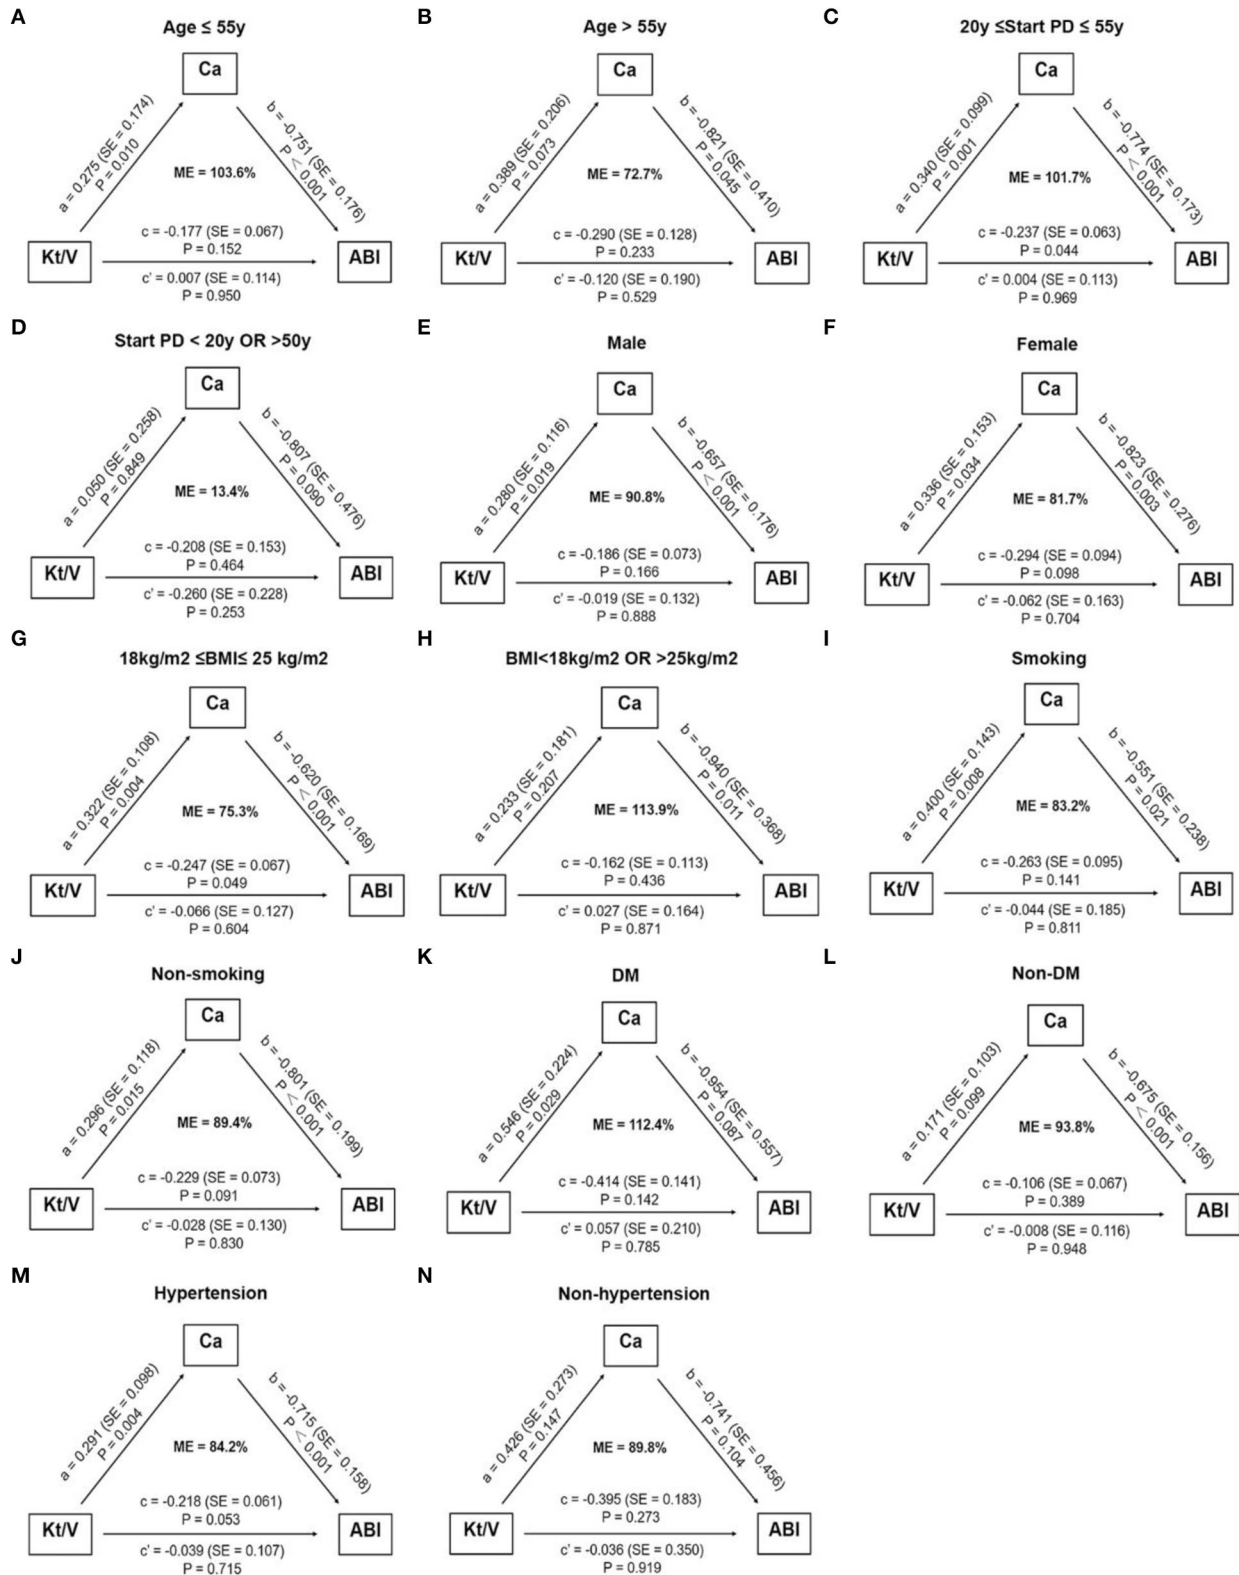 A
Age ≤ 55y
Ca
a = 0.275 (SE = 0.174)
P = 0.010
b = -0.751 (SE = 0.176)
P < 0.001
ME = 103.6%
c = -0.177 (SE = 0.067)
P = 0.152
Kt/V
ABI
c' = 0.007 (SE = 0.114)
P = 0.950
B
Age > 55y
Ca
a = 0.389 (SE = 0.206)
P = 0.073
b = -0.821 (SE = 0.410)
P = 0.045
ME = 72.7%
c = -0.290 (SE = 0.128)
P = 0.233
Kt/V
ABI
c' = -0.120 (SE = 0.190)
P = 0.529
C
20y ≤Start PD ≤ 55y
Ca
a = 0.340 (SE = 0.099)
P = 0.001
b = -0.774 (SE = 0.173)
P < 0.001
ME = 101.7%
c = -0.237 (SE = 0.063)
P = 0.044
Kt/V
ABI
c' = 0.004 (SE = 0.113)
P = 0.969
D
Start PD < 20y OR >50y
Ca
a = 0.050 (SE = 0.258)
P = 0.849
b = -0.807 (SE = 0.476)
P = 0.090
ME = 13.4%
c = -0.208 (SE = 0.153)
P = 0.464
Kt/V
ABI
c' = -0.260 (SE = 0.228)
P = 0.253
E
Male
Ca
a = 0.280 (SE = 0.116)
P = 0.019
b = -0.657 (SE = 0.176)
P < 0.001
ME = 90.8%
c = -0.186 (SE = 0.073)
P = 0.166
Kt/V
ABI
c' = -0.019 (SE = 0.132)
P = 0.888
F
Female
Ca
a = 0.336 (SE = 0.153)
P = 0.034
b = -0.823 (SE = 0.276)
P = 0.003
ME = 81.7%
c = -0.294 (SE = 0.094)
P = 0.098
Kt/V
ABI
c' = -0.062 (SE = 0.163)
P = 0.704
G
18kg/m2 ≤BMI≤ 25 kg/m2
Ca
a = 0.322 (SE = 0.108)
P = 0.004
b = -0.620 (SE = 0.169)
P < 0.001
ME = 75.3%
c = -0.247 (SE = 0.067)
P = 0.049
Kt/V
ABI
c' = -0.066 (SE = 0.127)
P = 0.604
H
BMI<18kg/m2 OR >25kg/m2
Ca
a = 0.233 (SE = 0.181)
P = 0.207
b = -0.940 (SE = 0.368)
P = 0.011
ME = 113.9%
c = -0.162 (SE = 0.113)
P = 0.436
Kt/V
ABI
c' = 0.027 (SE = 0.164)
P = 0.871
I
Smoking
Ca
a = 0.400 (SE = 0.143)
P = 0.008
b = -0.551 (SE = 0.238)
P = 0.021
ME = 83.2%
c = -0.263 (SE = 0.095)
P = 0.141
Kt/V
ABI
c' = -0.044 (SE = 0.185)
P = 0.811
J
Non-smoking
Ca
a = 0.296 (SE = 0.118)
P = 0.015
b = -0.801 (SE = 0.199)
P < 0.001
ME = 89.4%
c = -0.229 (SE = 0.073)
P = 0.091
Kt/V
ABI
c' = -0.028 (SE = 0.130)
P = 0.830
K
DM
Ca
a = 0.546 (SE = 0.224)
P = 0.029
b = -0.954 (SE = 0.557)
P = 0.087
ME = 112.4%
c = -0.414 (SE = 0.141)
P = 0.142
Kt/V
ABI
c' = 0.057 (SE = 0.210)
P = 0.785
L
Non-DM
Ca
a = 0.171 (SE = 0.103)
P = 0.099
b = -0.675 (SE = 0.156)
P < 0.001
ME = 93.8%
c = -0.106 (SE = 0.067)
P = 0.389
Kt/V
ABI
c' = -0.008 (SE = 0.116)
P = 0.948
M
Hypertension
Ca
a = 0.291 (SE = 0.098)
P = 0.004
b = -0.715 (SE = 0.158)
P < 0.001
ME = 84.2%
c = -0.218 (SE = 0.061)
P = 0.053
Kt/V
ABI
c' = -0.039 (SE = 0.107)
P = 0.715
N
Non-hypertension
Ca
a = 0.426 (SE = 0.273)
P = 0.147
b = -0.741 (SE = 0.456)
P = 0.104
ME = 89.8%
c = -0.395 (SE = 0.183)
P = 0.273
Kt/V
ABI
c' = -0.036 (SE = 0.350)
P = 0.919